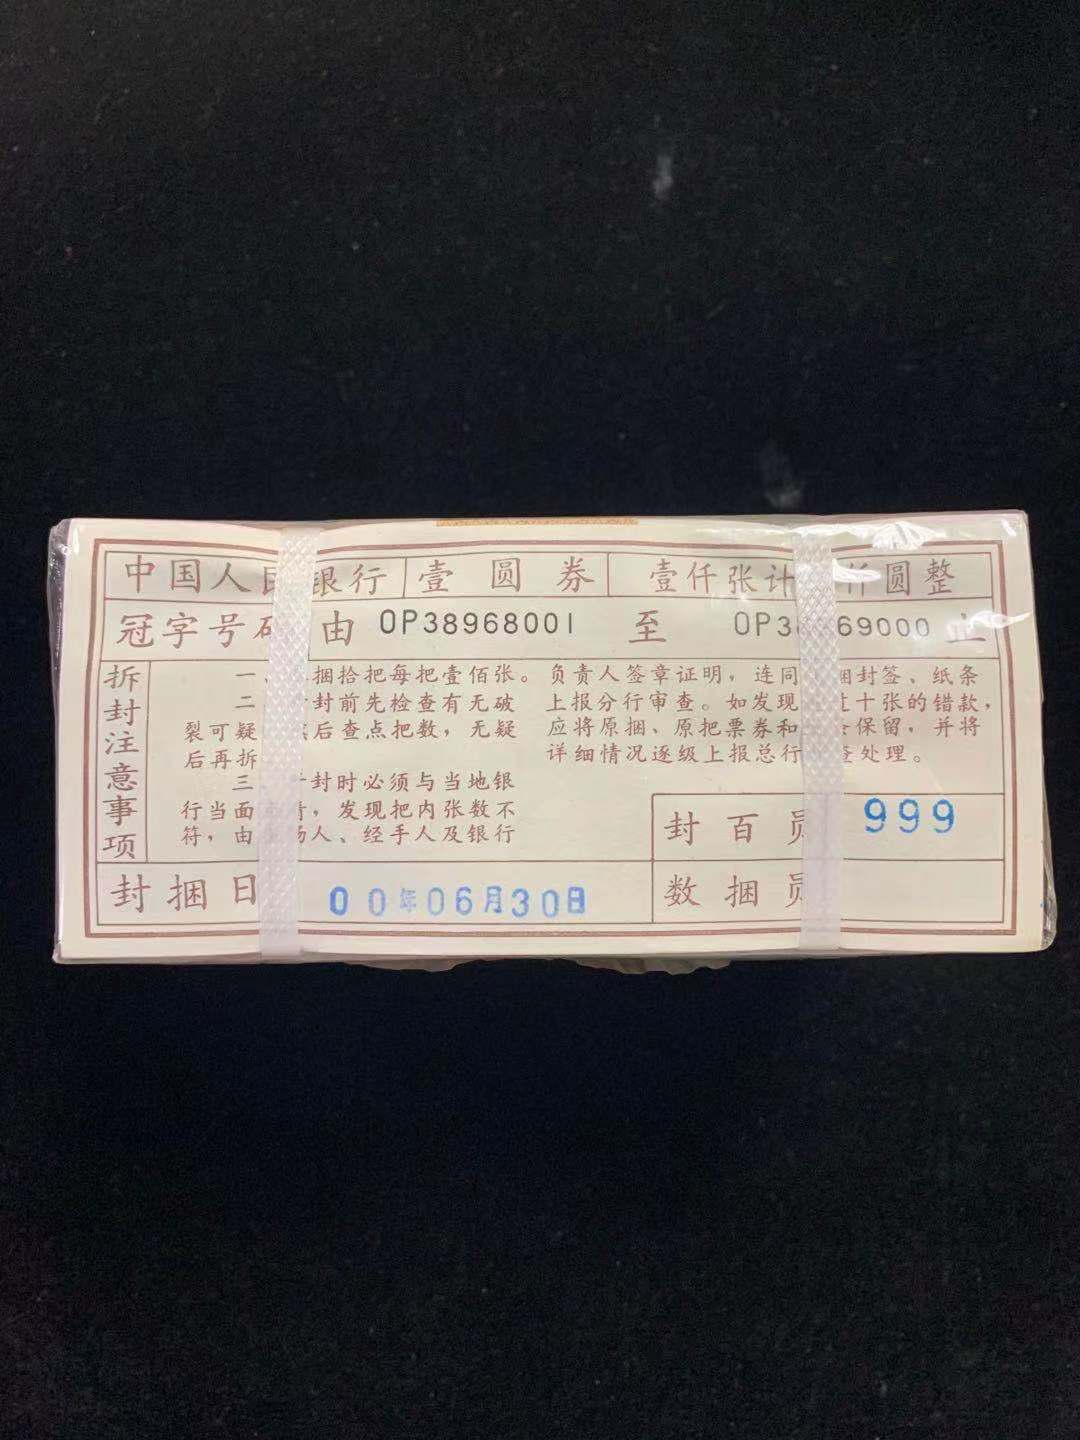 中国人民银行 壹圆券 壹仟张计 仟圆整
冠字号码 由 OP38968001 至 OP3 69000 止
拆封注意事项
一、 捆拾把每把壹佰张。
二 封前先检查有无破
裂可疑 后查点把数，无疑
后再拆
三 封时必须与当地银
行当面 ，发现把内张数不
符，由 人、经手人及银行
负责人签章证明，连同 捆封签、纸条
上报分行审查。如发现 过十张的错款，
应将原捆、原把票券和 保留，并将
详细情况逐级上报总行 查处理。
封百员 999
封捆日 00年06月30日
数捆员